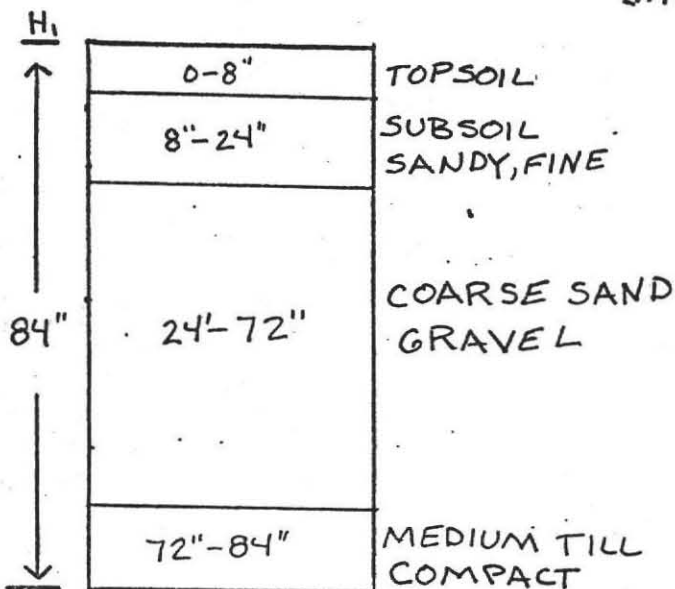 H1
0-8" TOPSOIL
8"-24" SUBSOIL
SANDY, FINE
84" 24'-72" COARSE SAND
GRAVEL
72"-84" MEDIUM TILL
COMPACT